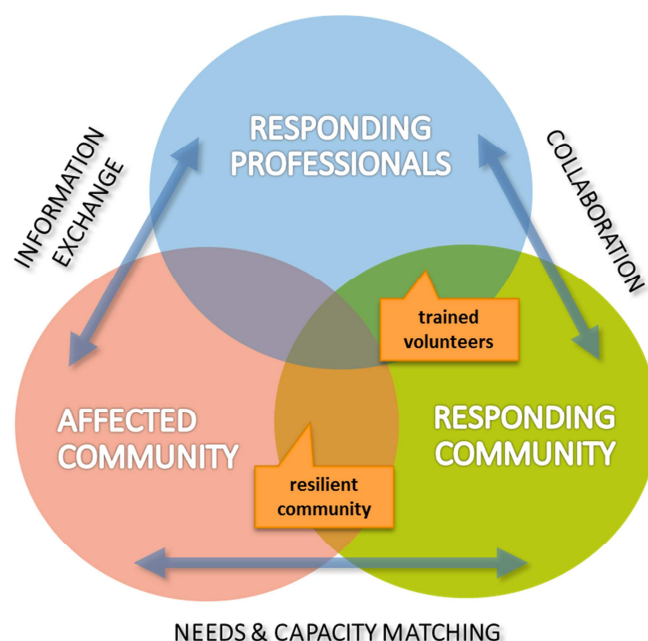 RESPONDING
PROFESSIONALS
INFORMATION
EXCHANGE
COLLABORATION
trained
volunteers
AFFECTED
COMMUNITY
RESPONDING
COMMUNITY
resilient
community
NEEDS & CAPACITY MATCHING